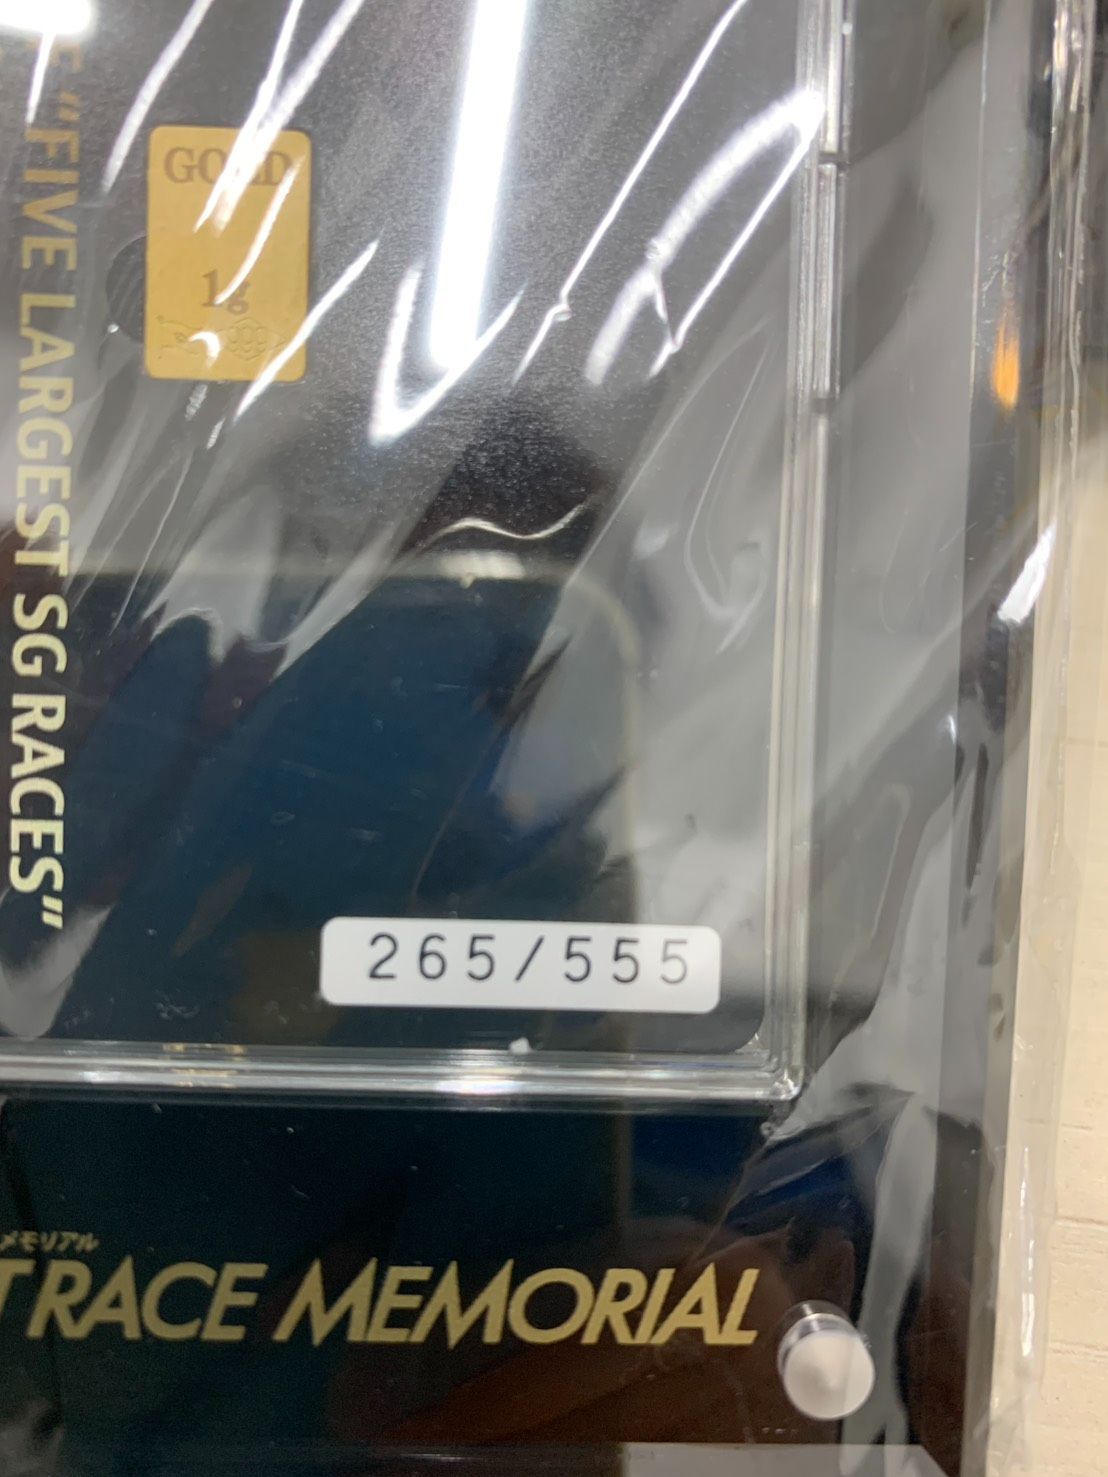 "FIVE LARGEST SG RACES"
GOLD
1g
265/555
メモリアル
TRACE MEMORIAL